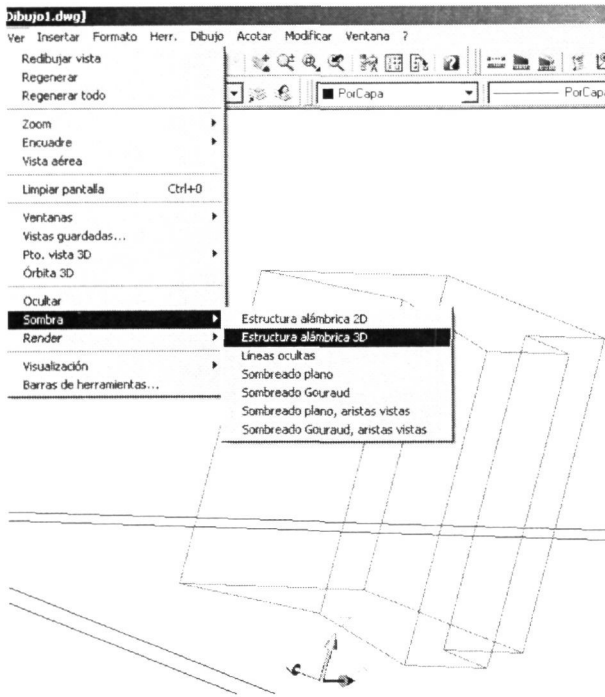 Dibujo1.dwg]
Ver Insertar Formato Herr. Dibujo Acotar Modificar Ventana ?
Redibujar vista
Regenerar
Regenerar todo
PorCapa
PorCapa
Zoom
Encuadre
Vista aérea
Limpiar pantalla Ctrl+0
Ventanas
Vistas guardadas...
Pto. vista 3D
Órbita 3D
Ocultar
Sombra
Render
Visualización
Barras de herramientas...
Estructura alámbrica 2D
Estructura alámbrica 3D
Líneas ocultas
Sombreado plano
Sombreado Gouraud
Sombreado plano, aristas vistas
Sombreado Gouraud, aristas vistas